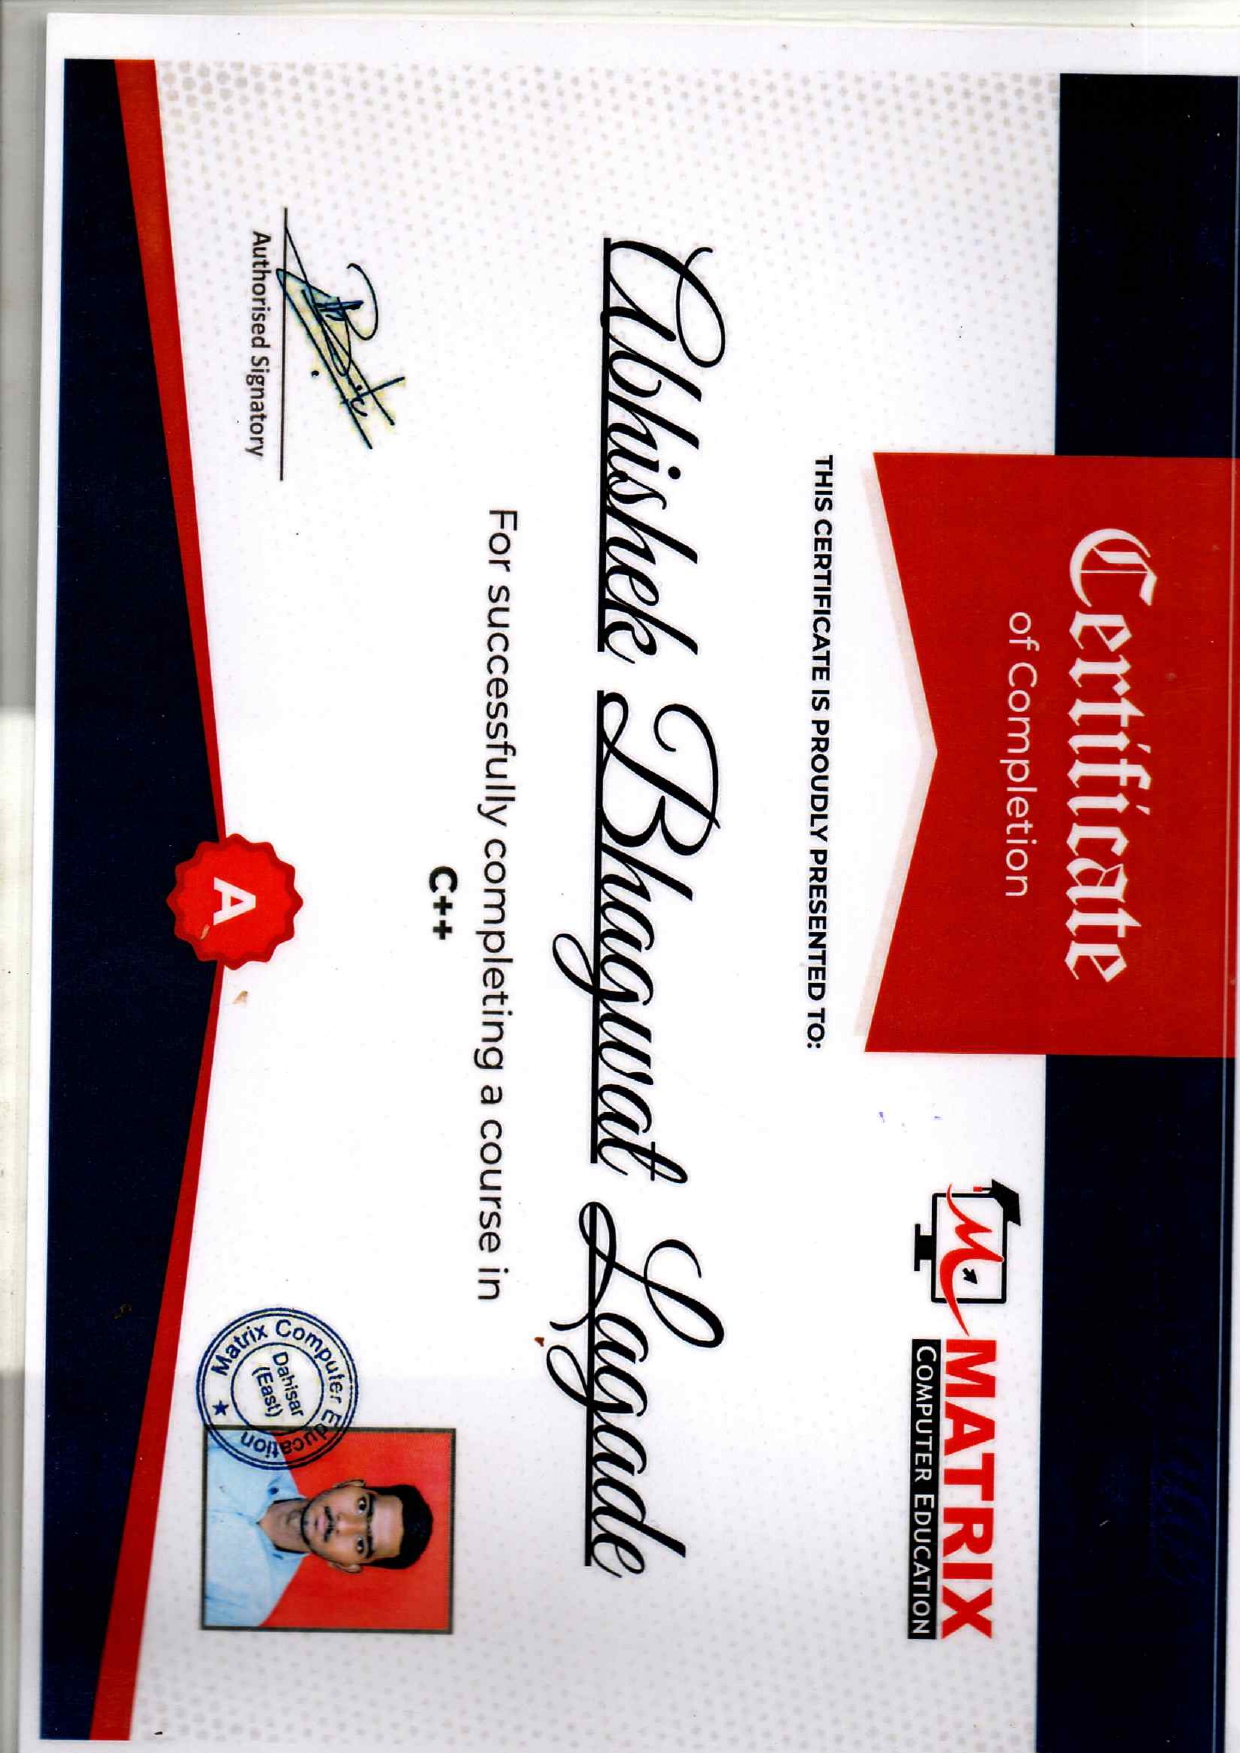 Certificate
of Completion
MATRIX
COMPUTER EDUCATION
THIS CERTIFICATE IS PROUDLY PRESENTED TO:
Abhishek Bhagwat Lagade
For successfully completing a course in
C++
Authorised Signatory
A
Matrix Computer Education
Dahisar
(East)